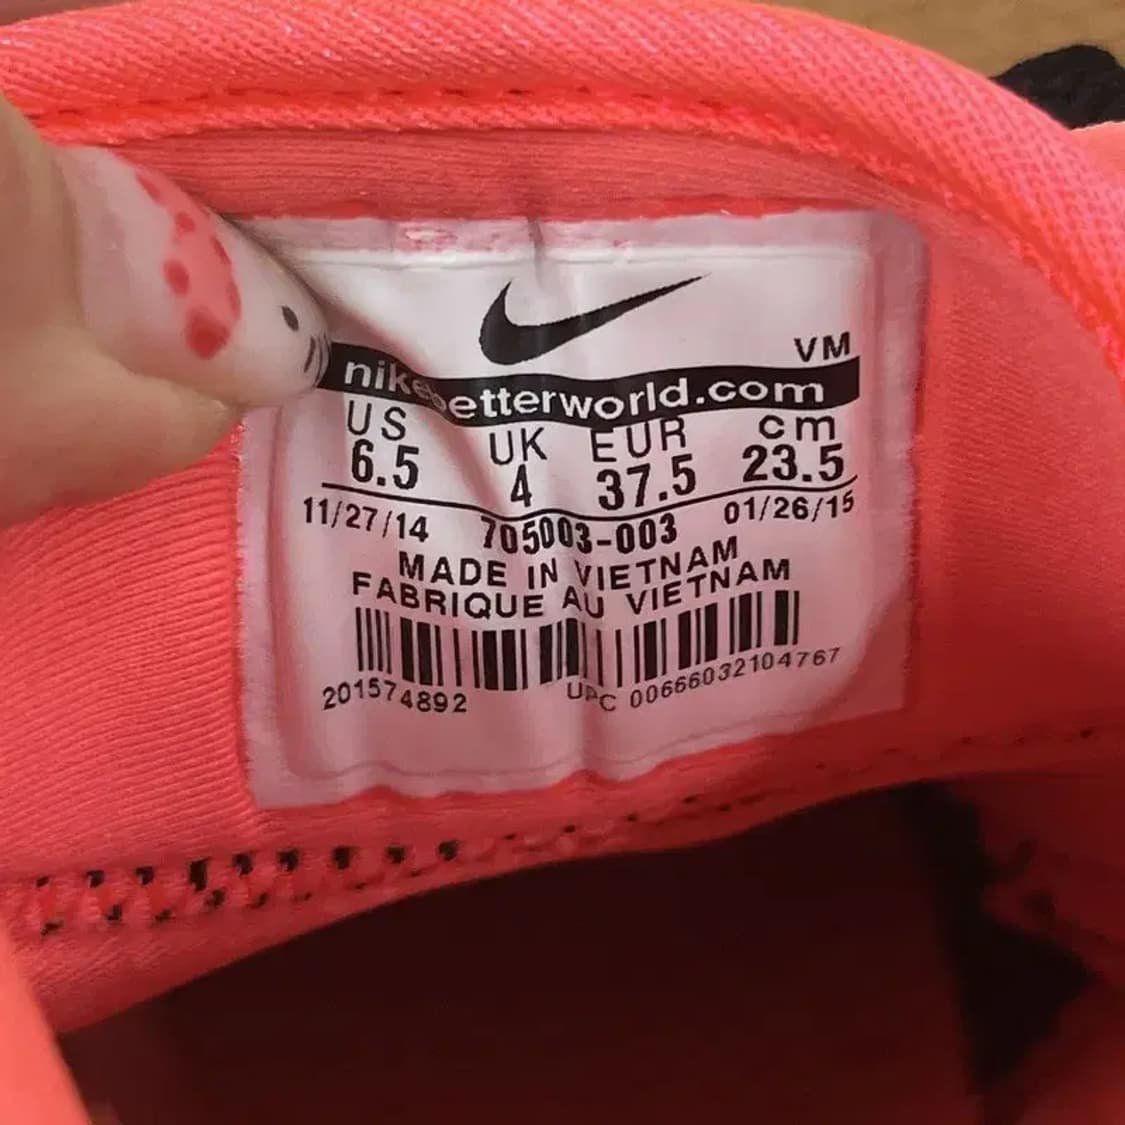 VM
nikebetterworld.com
US UK EUR cm
6.5 4 37.5 23.5
11/27/14 705003-003 01/26/15
MADE IN VIETNAM
FABRIQUE AU VIETNAM
201574892 UPC 00666032104767